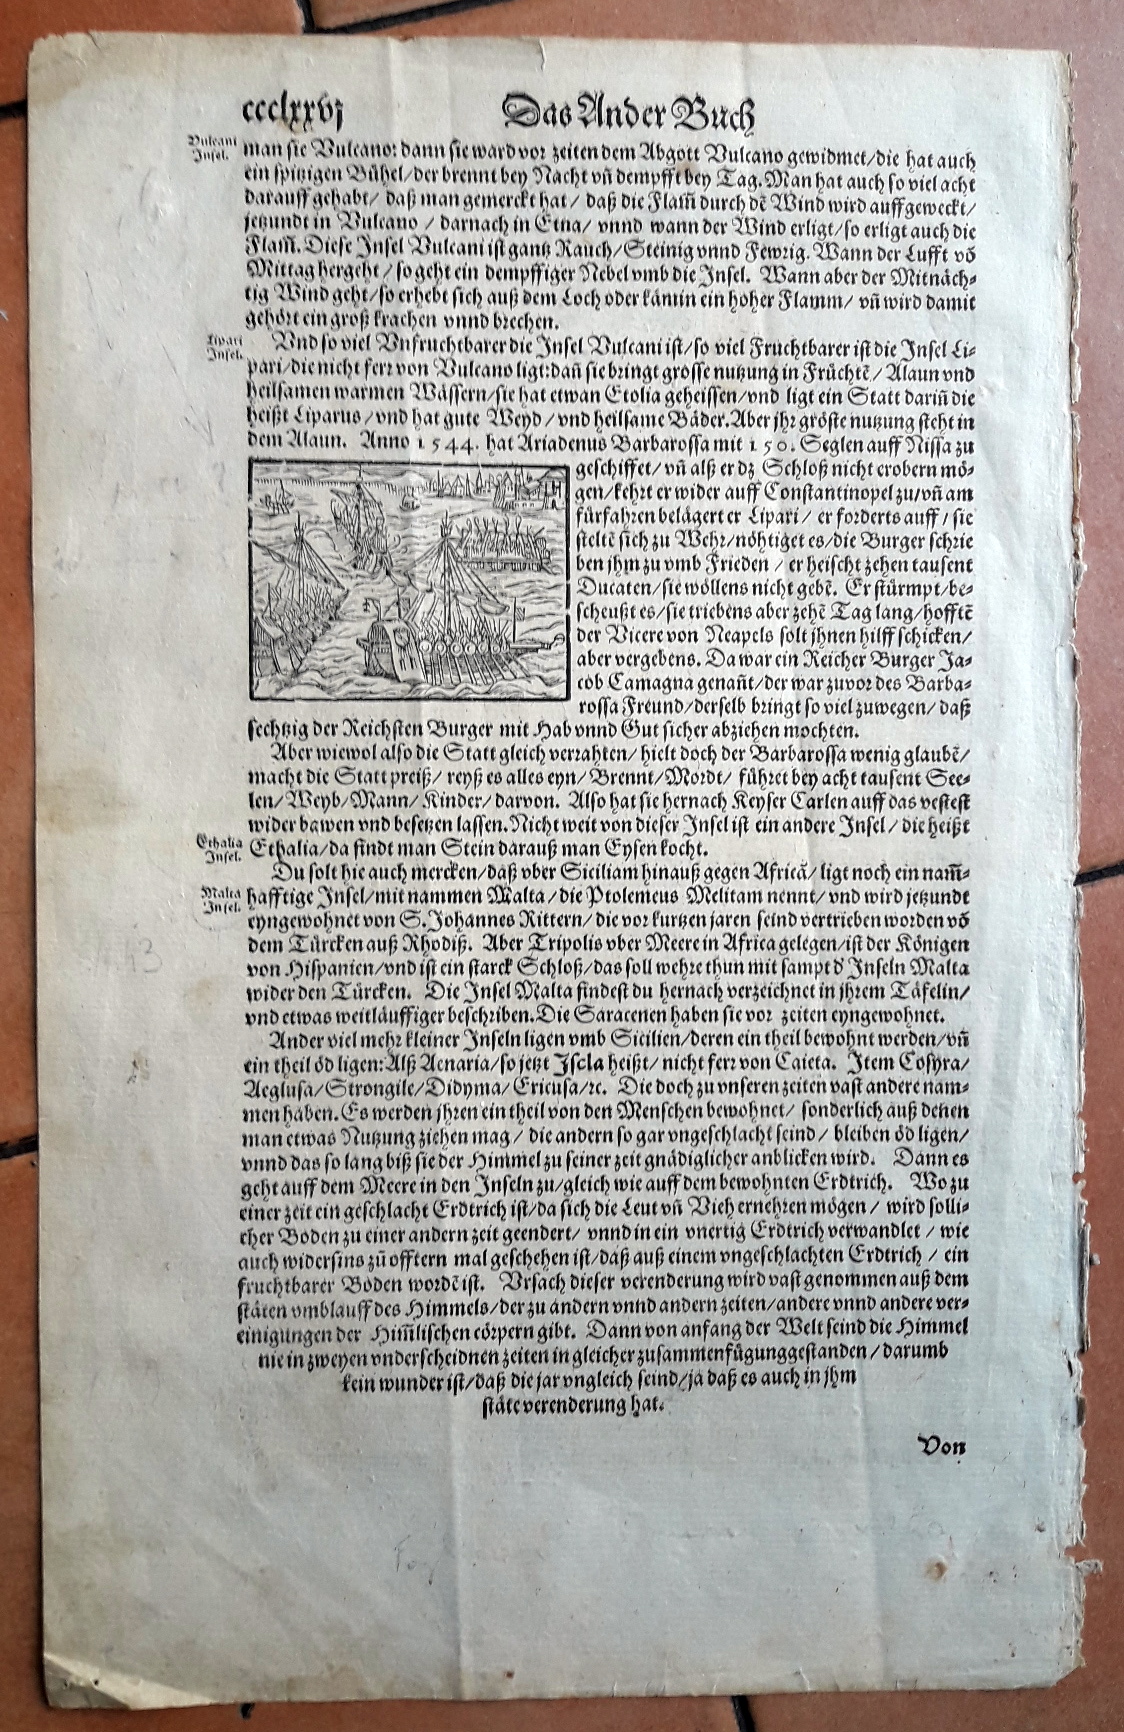 ccclxxvj
Das Ander Buch
Vulcani
Insel.
man sie Vulcano: dann sie ward vor zeiten dem Abgott Vulcano gewidmet/die hat auch
ein spitzigen Bühel/der brennt bey Nacht vñ dempfft bey Tag. Man hat auch so viel acht
darauff gehabt/ daß man gemerckt hat/ daß die Flam̃ durch dẽ Wind wird auffgeweckt/
jetzundt in Vulcano / darnach in Etna/ vnnd wann der Wind erligt/so erligt auch die
Flam̃. Diese Insel Vulcani ist gantz Rauch/Steinig vnnd Fewrig. Wann der Lufft võ
Mittag hergeht/so geht ein dempffiger Nebel vmb die Insel. Wann aber der Mitnäch-
tig Wind geht/so erhebt sich auß dem Loch oder kämin ein hoher Flamm/ vñ wird damit
gehört ein groß krachen vnnd brechen.
Lipari
Insel.
Vnd so viel Vnfruchtbarer die Insel Vulcani ist/so viel Fruchtbarer ist die Insel Li-
pari/die nicht ferr von Vulcano ligt:dañ sie bringt grosse nutzung in Früchtẽ/Alaun vnd
heilsamen warmen Wässern/sie hat etwan Etolia geheissen/vnd ligt ein Statt dariñ die
heißt Liparus/vnd hat gute Weyd/vnd heilsame Bäder. Aber jhr gröste nutzung steht in
dem Alaun. Anno 1544. hat Ariadenus Barbarossa mit 150. Seglen auff Nissa zu
geschiffet/vñ alß er dz Schloß nicht erobern mö-
gen/kehrt er wider auff Constantinopel zu/vñ am
fürfahren belägert er Lipari/ er forderts auff/sie
steltẽ sich zu Wehr/nöhtiget es/die Burger schrie
ben jhm zu vmb Frieden / er heischt zehen tausent
Ducaten/sie wöllens nicht gebẽ. Er stürmpt/be-
scheußt es/sie triebens aber zehẽ Tag lang/hofftẽ
der Vicere von Neapels solt jhnen hilff schicken/
aber vergebens. Da war ein Reicher Burger Ja-
cob Camagna genañt/der war zuvor des Barba-
rossa Freund/derselb bringt so viel zuwegen/daß
sechtzig der Reichsten Burger mit Hab vnnd Gut sicher abziehen mochten.
Aber wiewol also die Statt gleich verrahten/hielt doch der Barbarossa wenig glaubẽ/
macht die Statt preiß/reyß es alles eyn/Brennt/Mordt/ führet bey acht tausent See-
len/Weyb/Mann/Kinder/darvon. Also hat sie hernach Keyser Carlen auff das vestest
wider bawen vnd besetzen lassen. Nicht weit von dieser Insel ist ein andere Insel/die heißt
Ethalia
Insel.
Ethalia/da findt man Stein darauß man Eysen kocht.
Du solt hie auch mercken/daß vber Siciliam hinauß gegen Africã/ligt noch ein nam̃-
Malta
Insel.
hafftige Insel/mit nammen Malta/die Ptolemeus Melitam nennt/vnd wird jetzundt
eyngewohnet von S. Johannes Rittern/die vor kurtzen jaren seind vertrieben worden võ
dem Türcken auß Rhodiß. Aber Tripolis vber Meere in Africa gelegen/ist der Königen
von Hispanien/vnd ist ein starck Schloß/das soll wehre thun mit sampt d' Inseln Malta
wider den Türcken. Die Insel Malta findest du hernach verzeichnet in jhrem Täfelin/
vnd etwas weitläuffiger beschriben. Die Saracenen haben sie vor zeiten eyngewohnet.
Ander viel mehr kleiner Inseln ligen vmb Sicilien/deren ein theil bewohnt werden/vñ
ein theil öd ligen: Alß Aenaria/so jetzt Iscla heißt/nicht ferr von Caieta. Item Cosyra/
Aeglusa/Strongile/Didyma/Ericusa/rc. Die doch zu vnseren zeiten vast andere nam-
men haben. Es werden jhren ein theil von den Menschen bewohnet/ sonderlich auß denen
man etwas Nutzung ziehen mag/ die andern so gar vngeschlacht seind/ bleiben öd ligen/
vnnd das so lang biß sie der Himmel zu seiner zeit gnädiglicher anblicken wird. Dann es
geht auff dem Meere in den Inseln zu/gleich wie auff dem bewohnten Erdtrich. Wo zu
einer zeit ein geschlacht Erdtrich ist/da sich die Leut vñ Vieh ernehren mögen/ wird solli-
cher Boden zu einer andern zeit geendert/ vnnd in ein vnertig Erdtrich verwandlet / wie
auch widersins zů offtern mal geschehen ist/daß auß einem vngeschlachten Erdtrich / ein
fruchtbarer Boden wordẽ ist. Vrsach dieser verenderung wird vast genommen auß dem
stäten vmblauff des Himmels/der zu andern vnnd andern zeiten/andere vnnd andere ver-
einigungen der Him̃lischen cörpern gibt. Dann von anfang der Welt seind die Himmel
nie in zweyen vnderscheidnen zeiten in gleicher zusammenfügung gestanden/darumb
kein wunder ist/daß die jar vngleich seind/ja daß es auch in jhm
stäte verenderung hat.
Von